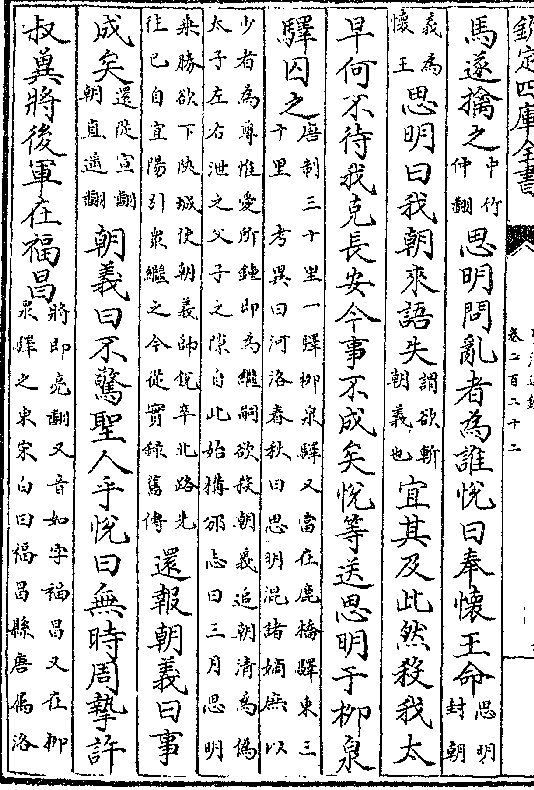 欽定四庫全書
卷二百二十二
馬遂擒之中竹仲翻思明問亂者為誰悅曰奉懷王命思明封朝
義為懷王思明曰我朝來語失謂欲斬朝義也宜其及此然殺我太
早何不待我克長安今事不成矣悅等送思明于柳泉
驛囚之唐制三十里一驛柳泉驛又當在鹿橋驛東三十里 考異曰河洛春秋曰思明混諸嫡庶以
少者為尊惟愛所鍾即為繼嗣欲殺朝義追朝清為偽太子左右泄之父子之隙自此始構邠志曰三月思明
乘勝欲下陜城使朝義帥銳卒北路先往已自宜陽引衆繼之今從實録舊傳還報朝義曰事
成矣還從宣翻朝直遥翻朝義曰不驚聖人乎悅曰無時周摯許
叔冀將後軍在福昌將即亮翻又音如字福昌又在柳泉驛之東宋白曰福昌縣唐屬洛